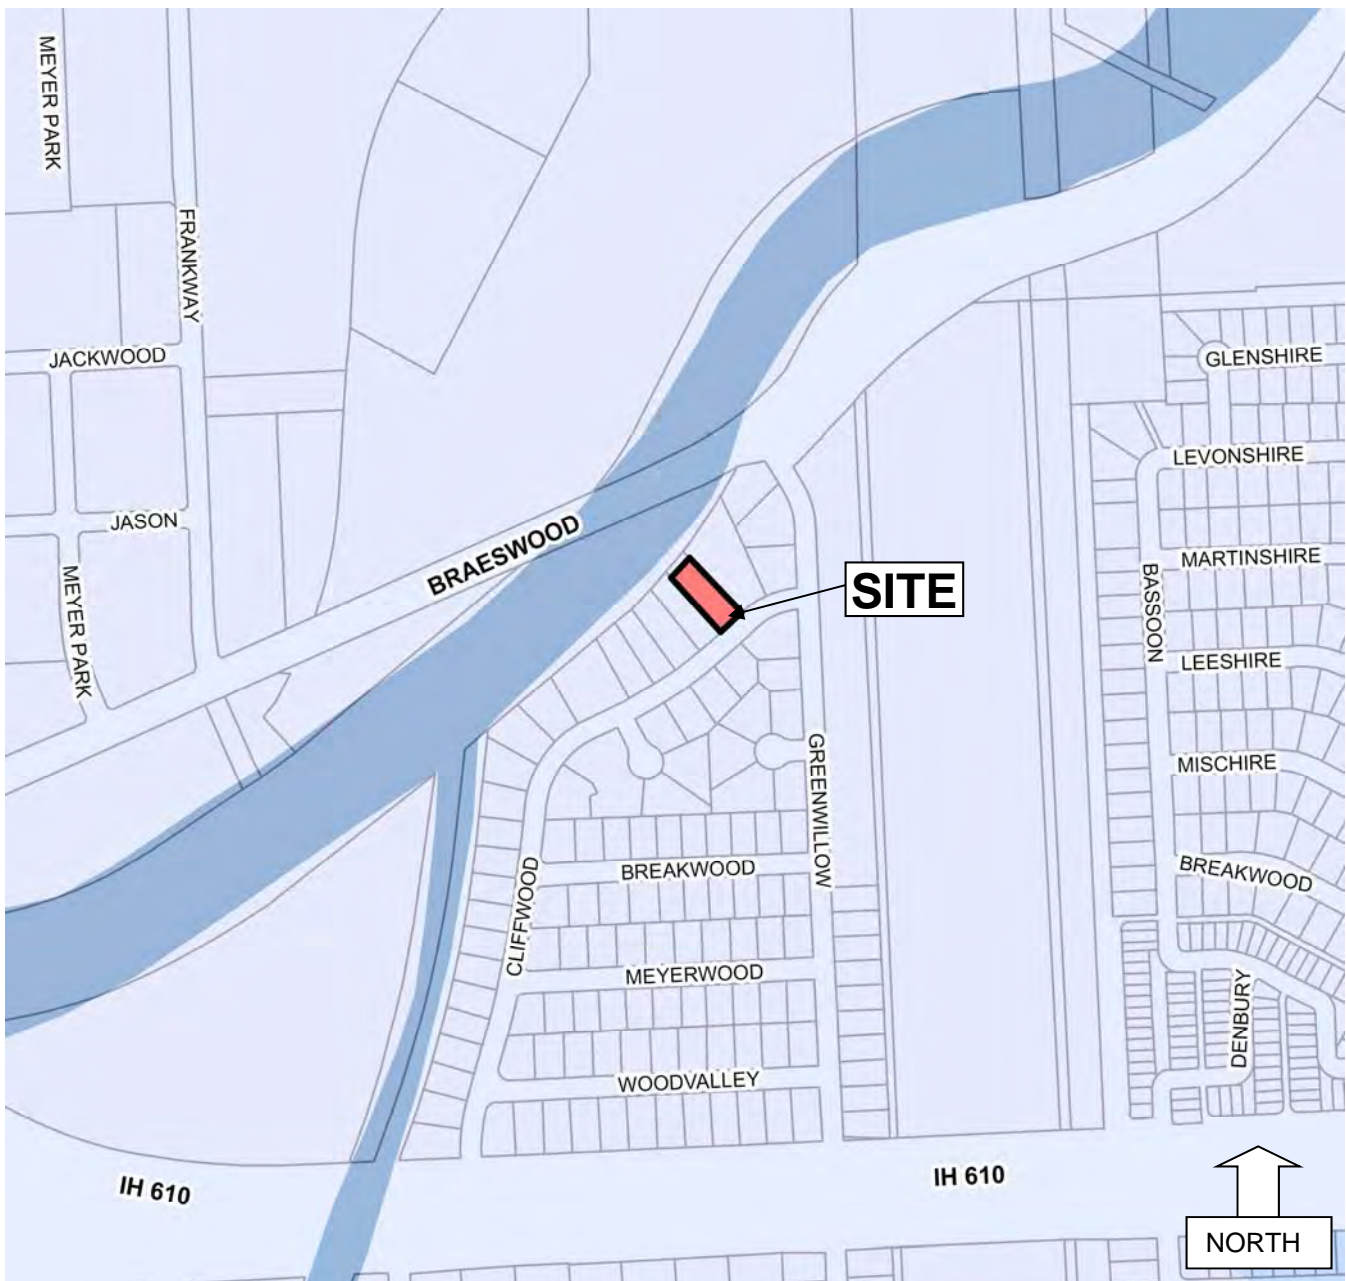 MEYER PARK
FRANKWAY
JACKWOOD
GLENSHIRE
LEVONSHIRE
JASON
BRAESWOOD
MARTINSHIRE
SITE
BASSOON
MEYER PARK
LEESHIRE
GREENWILLOW
MISCHIRE
BREAKWOOD
BREAKWOOD
CLIFFWOOD
MEYERWOOD
DENBURY
WOODVALLEY
IH 610
IH 610
NORTH